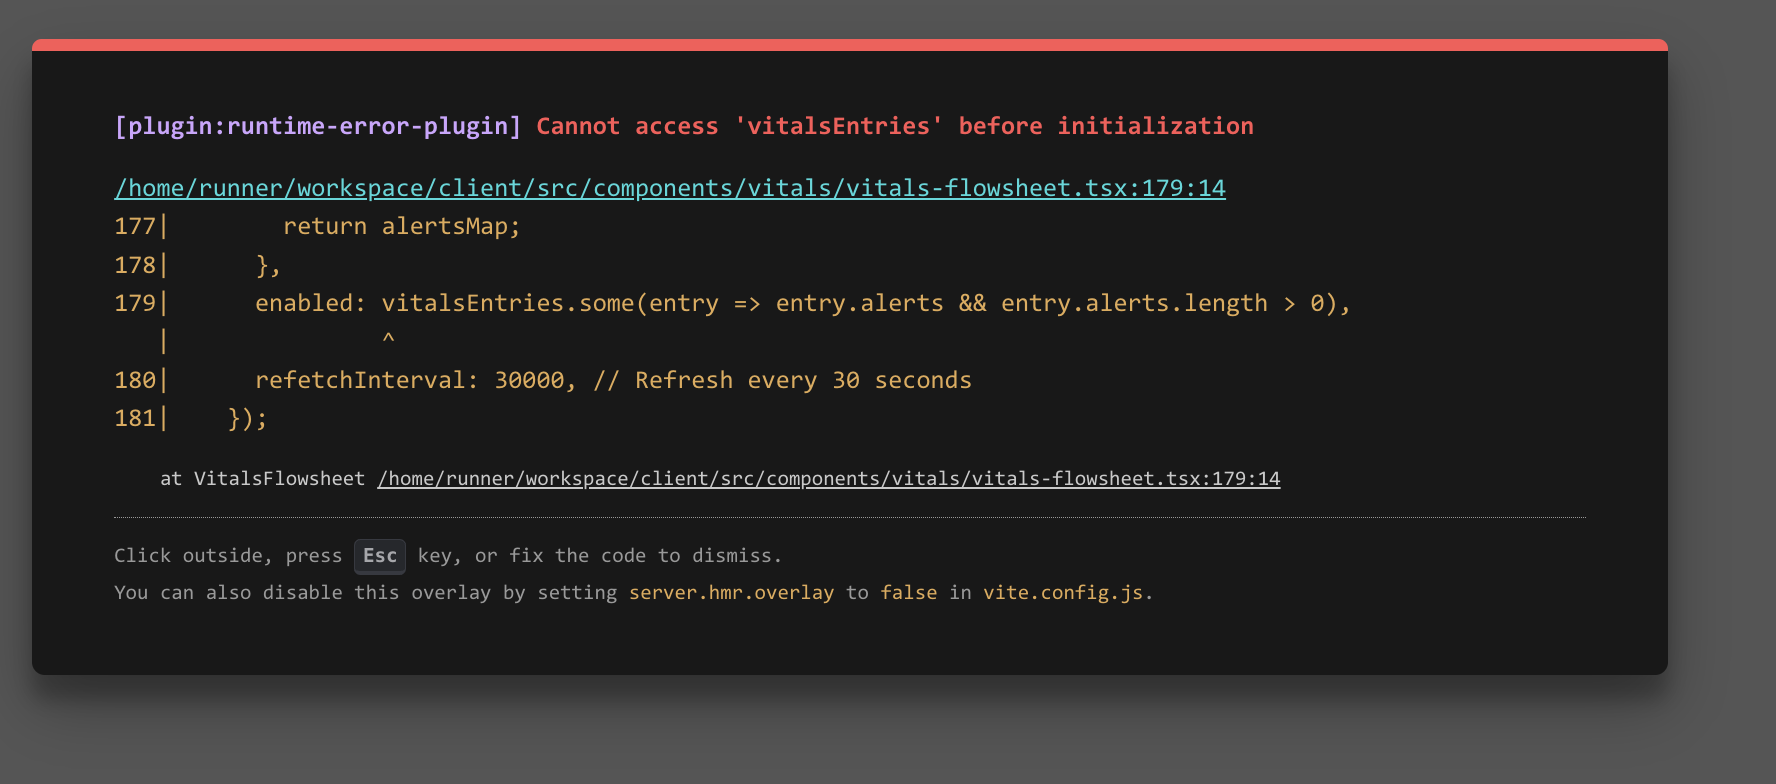 [plugin:runtime-error-plugin] Cannot access 'vitalsEntries' before initialization
/home/runner/workspace/client/src/components/vitals/vitals-flowsheet.tsx:179:14
177|        return alertsMap;
178|      },
179|      enabled: vitalsEntries.some(entry => entry.alerts && entry.alerts.length > 0),
   |               ^
180|      refetchInterval: 30000, // Refresh every 30 seconds
181|    });
at VitalsFlowsheet /home/runner/workspace/client/src/components/vitals/vitals-flowsheet.tsx:179:14
Click outside, press Esc key, or fix the code to dismiss.
You can also disable this overlay by setting server.hmr.overlay to false in vite.config.js.